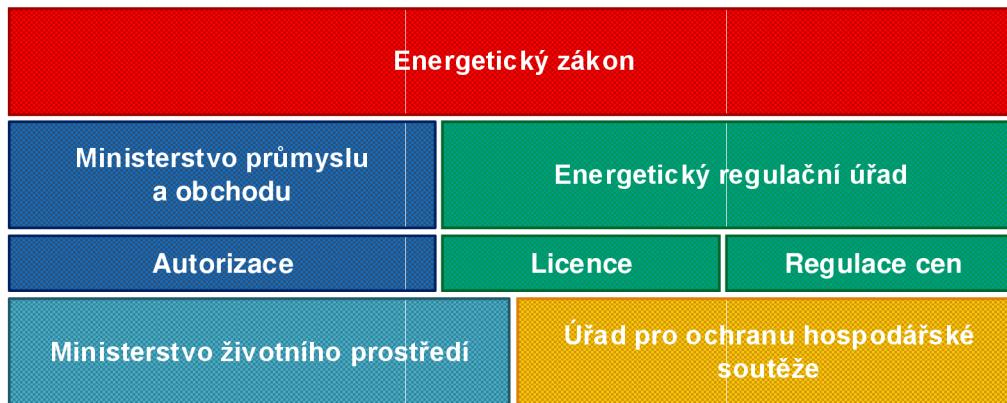 Energetický zákon
Ministerstvo průmyslu
a obchodu
Energetický regulační úřad
Autorizace
Licence
Regulace cen
Ministerstvo životního prostředí
Úřad pro ochranu hospodářské
soutěže